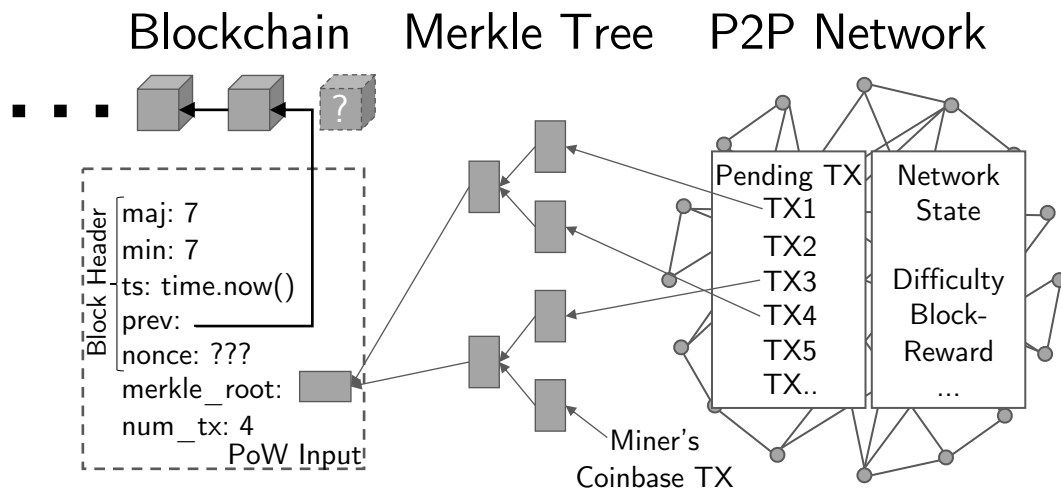 Blockchain
Merkle Tree
P2P Network
?
Block Header
maj: 7
min: 7
ts: time.now()
prev:
nonce: ???
merkle_root:
num_tx: 4
PoW Input
Miner's
Coinbase TX
Pending TX
TX1
TX2
TX3
TX4
TX5
TX..
Network
State
Difficulty
Block-
Reward
...